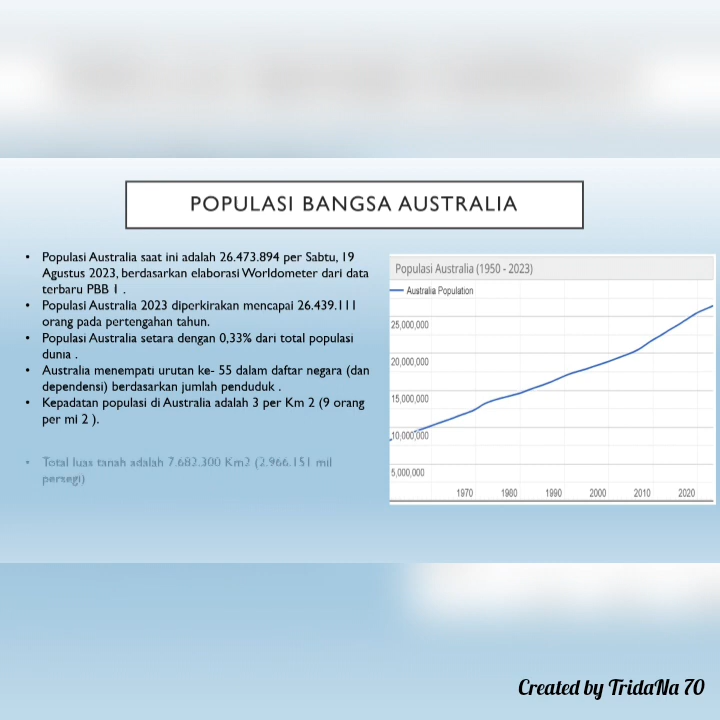 POPULASI BANGSA AUSTRALIA
• Populasi Australia saat ini adalah 26.473.894 per Sabtu, 19
Agustus 2023, berdasarkan elaborasi Worldometer dari data
terbaru PBB 1 .
• Populasi Australia 2023 diperkirakan mencapai 26.439.111
orang pada pertengahan tahun.
• Populasi Australia setara dengan 0,33% dari total populasi
dunia .
• Australia menempati urutan ke- 55 dalam daftar negara (dan
dependensi) berdasarkan jumlah penduduk .
• Kepadatan populasi di Australia adalah 3 per Km 2 (9 orang
per mi 2 ).
• Total luas tanah adalah 7.682.300 Km2 (2.966.151 mil
persegi)
Populasi Australia (1950 - 2023)
Australia Population
25,000,000
20,000,000
15,000,000
10,000,000
5,000,000
1970 1980 1990 2000 2010 2020
Created by TridaNa 70